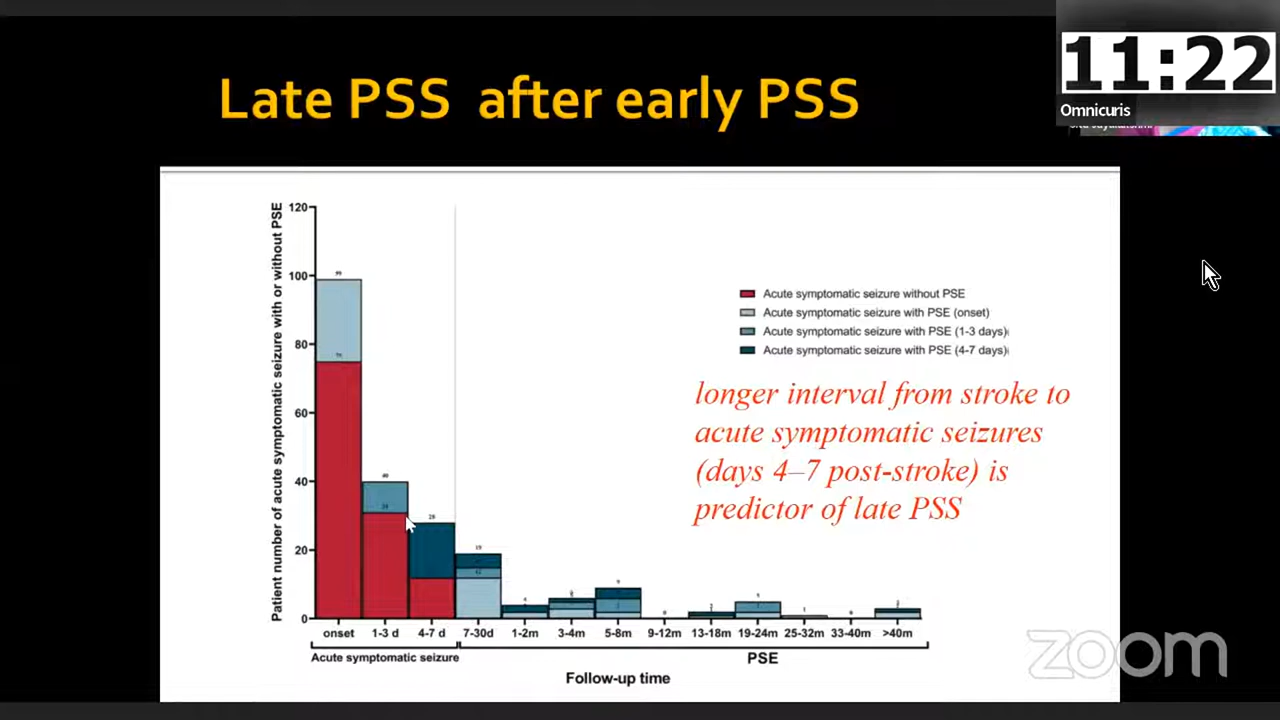 11:22
Omnicuris
Late PSS after early PSS
Patient number of acute symptomatic seizure with or without PSE
120
100
80
60
40
20
0
99
40
28
19
Acute symptomatic seizure without PSE
Acute symptomatic seizure with PSE (onset)
Acute symptomatic seizure with PSE (1-3 days)
Acute symptomatic seizure with PSE (4-7 days)
longer interval from stroke to
acute symptomatic seizures
(days 4–7 post-stroke) is
predictor of late PSS
onset 1-3 d 4-7 d 7-30d 1-2m 3-4m 5-8m 9-12m 13-18m 19-24m 25-32m 33-40m >40m
Acute symptomatic seizure PSE
Follow-up time
zoom